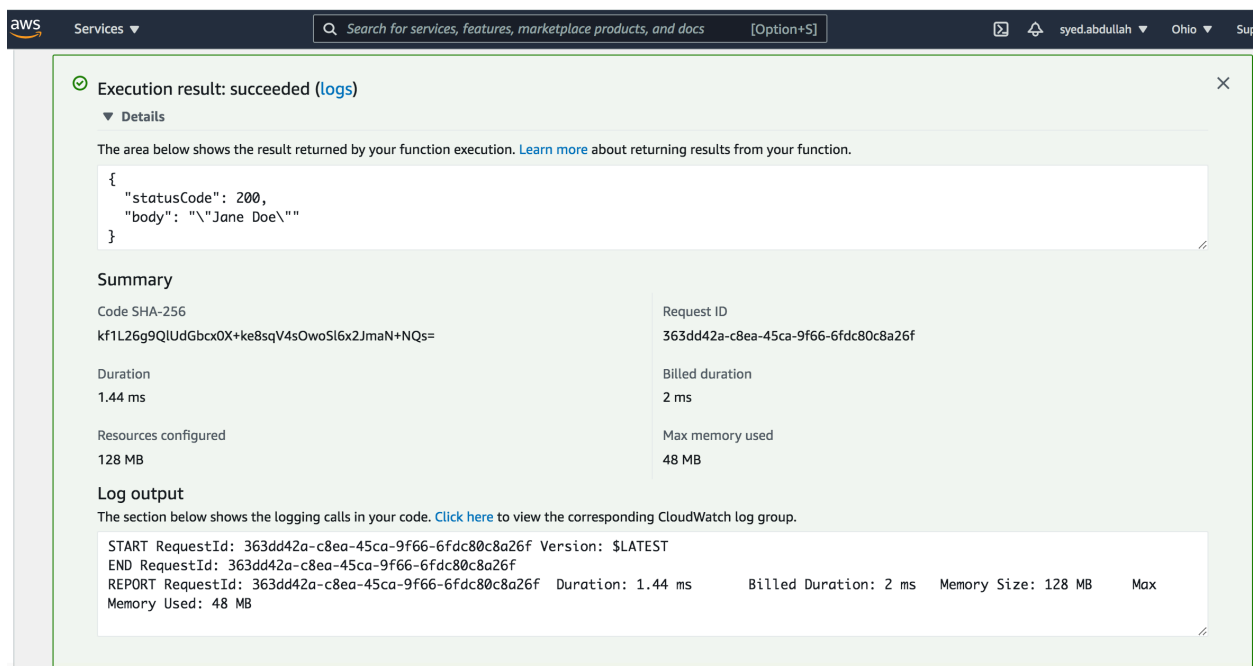 aws
Services ▼
Search for services, features, marketplace products, and docs [Option+S]
syed.abdullah ▼
Ohio ▼
Sup
Execution result: succeeded (logs)
▼ Details
The area below shows the result returned by your function execution. Learn more about returning results from your function.
{
"statusCode": 200,
"body": "\"Jane Doe\""
}
Summary
Code SHA-256
kf1L26g9QlUdGbcx0X+ke8sqV4sOwoSl6x2JmaN+NQs=
Request ID
363dd42a-c8ea-45ca-9f66-6fdc80c8a26f
Duration
1.44 ms
Billed duration
2 ms
Resources configured
128 MB
Max memory used
48 MB
Log output
The section below shows the logging calls in your code. Click here to view the corresponding CloudWatch log group.
START RequestId: 363dd42a-c8ea-45ca-9f66-6fdc80c8a26f Version: $LATEST
END RequestId: 363dd42a-c8ea-45ca-9f66-6fdc80c8a26f
REPORT RequestId: 363dd42a-c8ea-45ca-9f66-6fdc80c8a26f Duration: 1.44 ms Billed Duration: 2 ms Memory Size: 128 MB Max
Memory Used: 48 MB